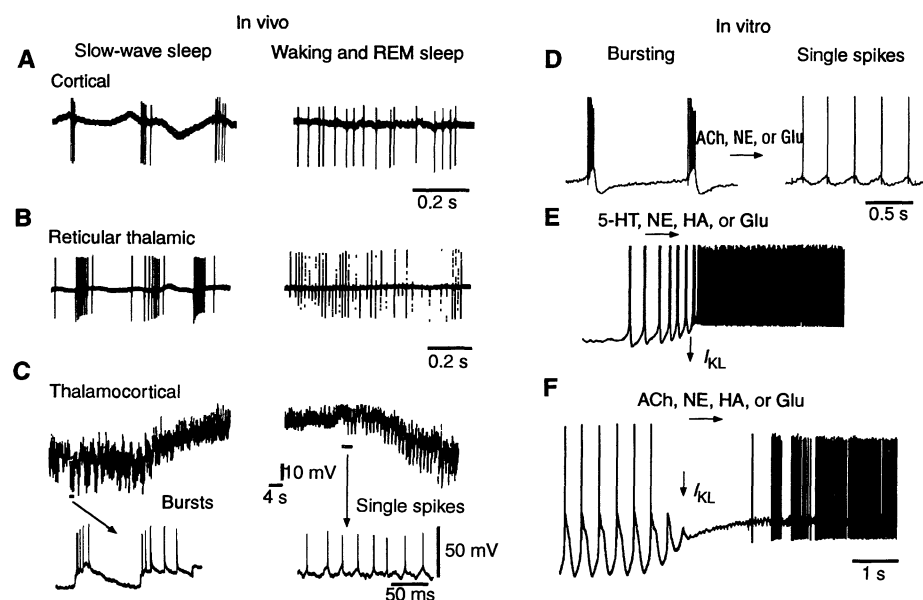 In vivo
Slow-wave sleep
Waking and REM sleep
A
Cortical
0.2 s
B
Reticular thalamic
0.2 s
C
Thalamocortical
10 mV
4 s
Bursts
Single spikes
50 mV
50 ms
In vitro
D
Bursting
Single spikes
ACh, NE, or Glu
0.5 s
E
5-HT, NE, HA, or Glu
I_KL
F
ACh, NE, HA, or Glu
I_KL
1 s